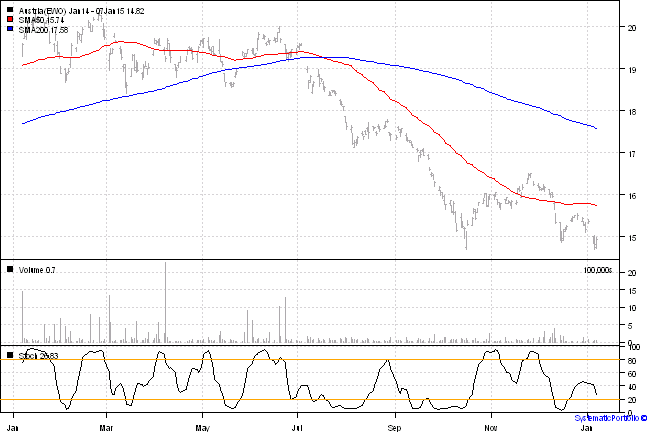 Austria(EWO) Jan14 - 07Jan15 14.82
SMA50,15.74
SMA200,17.58
20
19
18
17
16
15
Volume 0.7
100,000s
20
15
10
5
0
Stoch 26.83
100
80
60
40
20
0
Jan Mar May Jul Sep Nov Jan
SystematicPortfolio ©